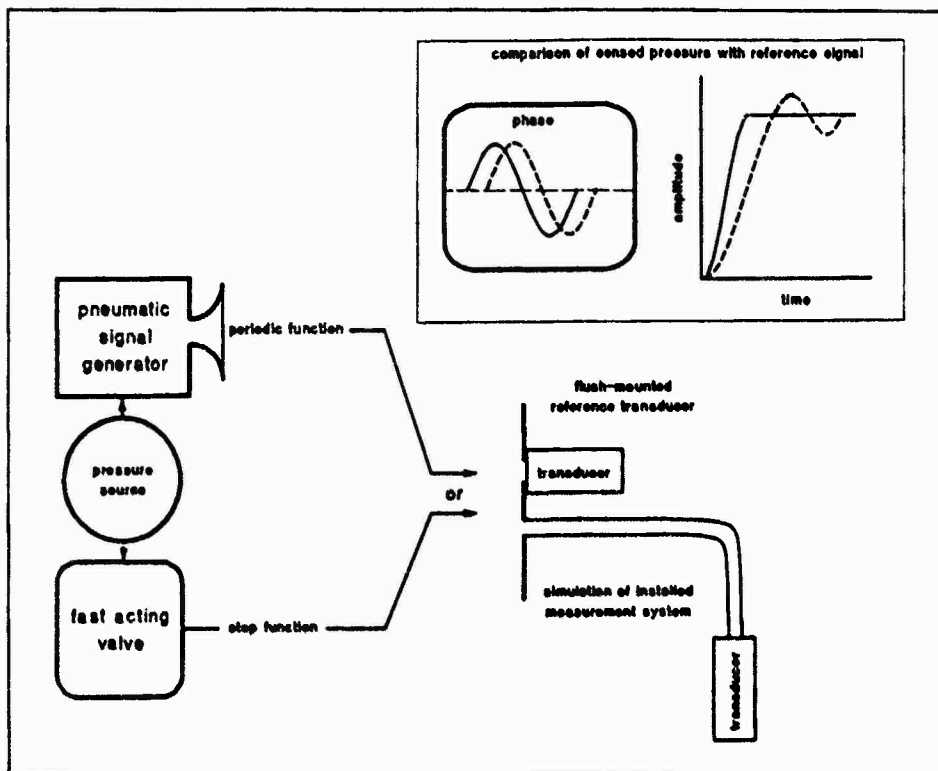 comparison of sensed pressure with reference signal
phase
amplitude
time
pneumatic
signal
generator
periodic function
pressure
source
or
fast acting
valve
step function
flush-mounted
reference transducer
transducer
simulation of installed
measurement system
transducer